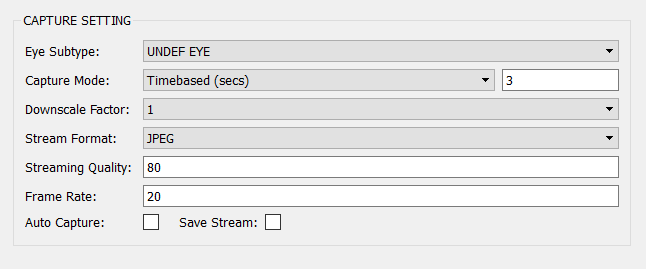 CAPTURE SETTING
Eye Subtype: UNDEF EYE
Capture Mode: Timebased (secs) 3
Downscale Factor: 1
Stream Format: JPEG
Streaming Quality: 80
Frame Rate: 20
Auto Capture: Save Stream: